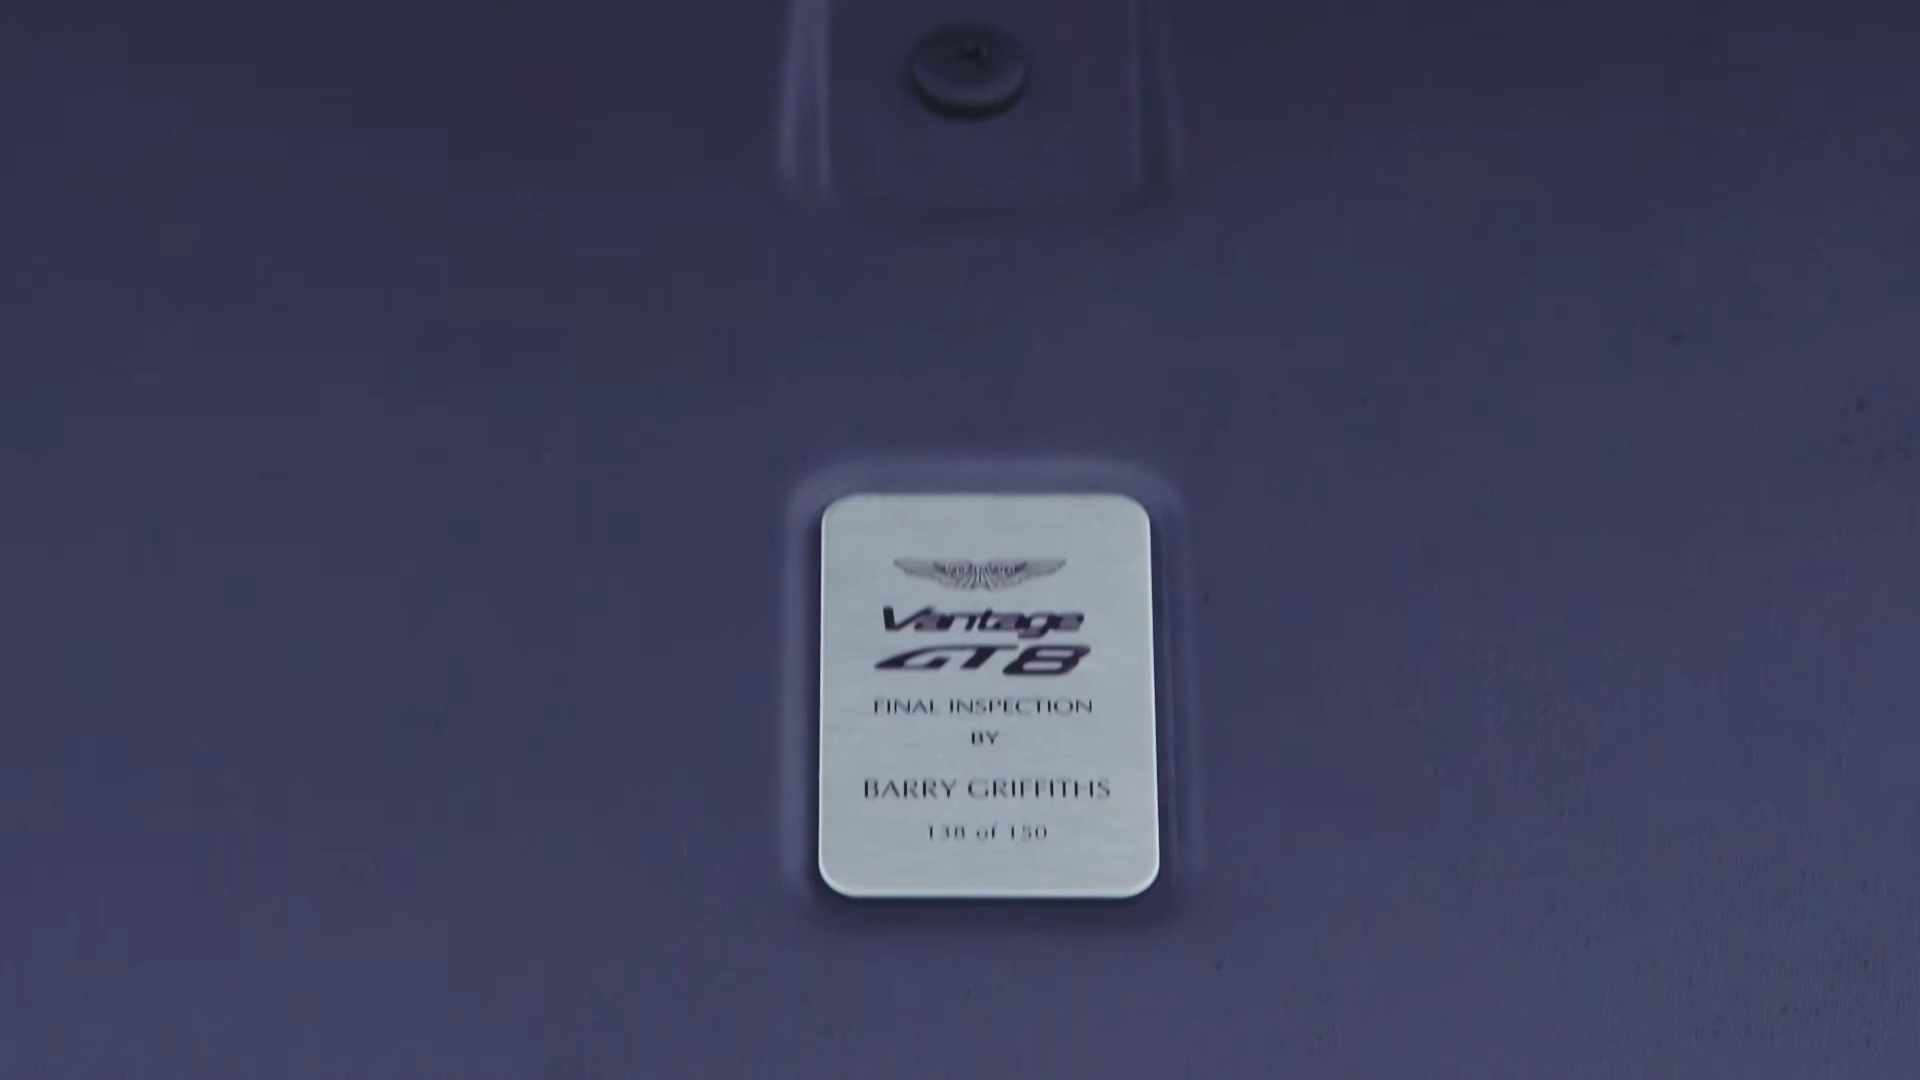 Vantage
GT8
FINAL INSPECTION
BY
BARRY GRIFFITHS
138 of 150